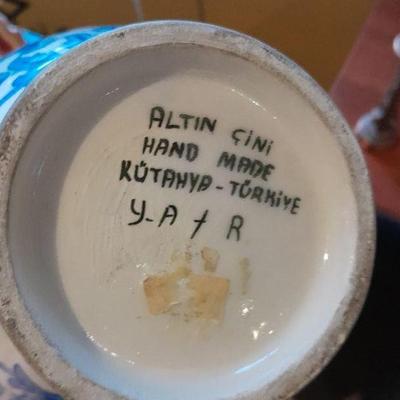 ALTIN ÇİNİ
HAND MADE
KÜTAHYA-TÜRKİYE
Y-A † R